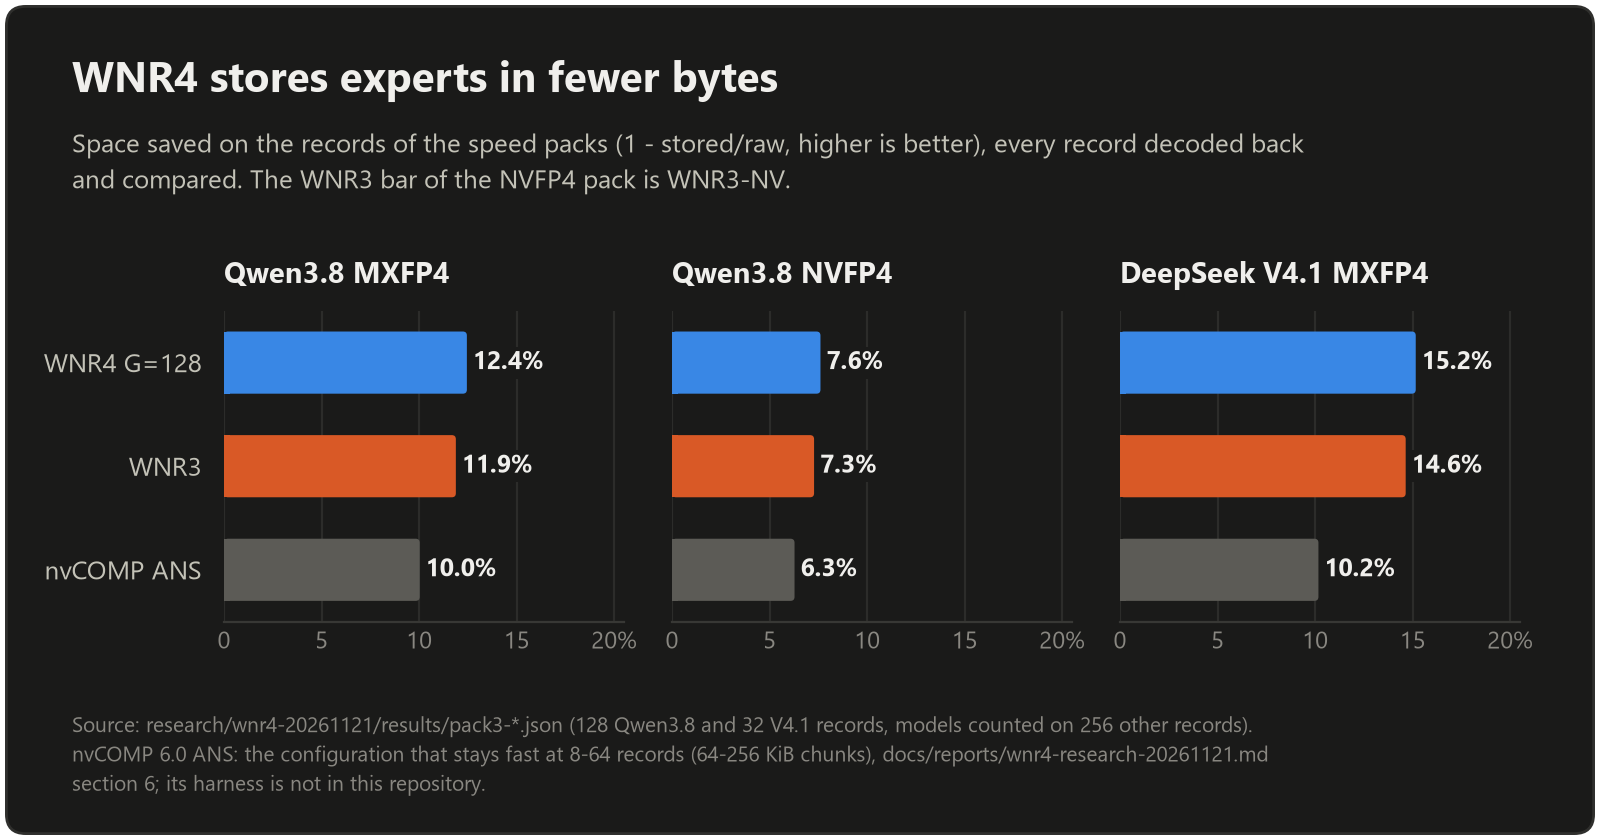 WNR4 stores experts in fewer bytes
Space saved on the records of the speed packs (1 - stored/raw, higher is better), every record decoded back
and compared. The WNR3 bar of the NVFP4 pack is WNR3-NV.
Qwen3.8 MXFP4
Qwen3.8 NVFP4
DeepSeek V4.1 MXFP4
WNR4 G=128
12.4%
7.6%
15.2%
WNR3
11.9%
7.3%
14.6%
nvCOMP ANS
10.0%
6.3%
10.2%
0 5 10 15 20%
0 5 10 15 20%
0 5 10 15 20%
Source: research/wnr4-20261121/results/pack3-*.json (128 Qwen3.8 and 32 V4.1 records, models counted on 256 other records).
nvCOMP 6.0 ANS: the configuration that stays fast at 8-64 records (64-256 KiB chunks), docs/reports/wnr4-research-20261121.md
section 6; its harness is not in this repository.